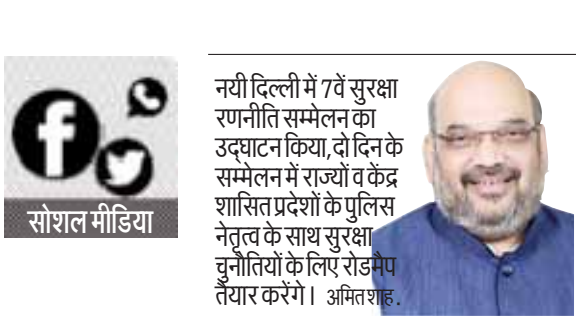 सोशल मीडिया
नयी दिल्ली में 7वें सुरक्षा
रणनीति सम्मेलन का
उद्घाटन किया, दो दिन के
सम्मेलन में राज्यों व केंद्र
शासित प्रदेशों के पुलिस
नेतृत्व के साथ सुरक्षा
चुनौतियों के लिए रोडमैप
तैयार करेंगे। अमित शाह.